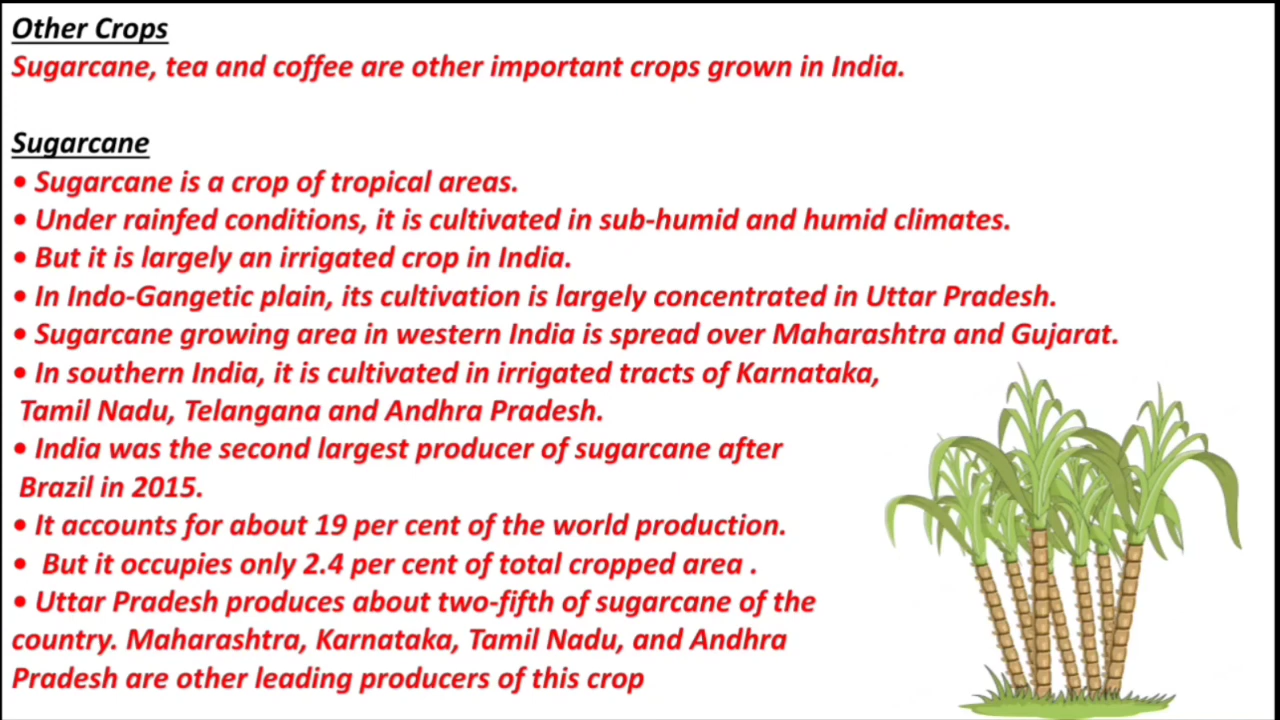 Other Crops
Sugarcane, tea and coffee are other important crops grown in India.
Sugarcane
• Sugarcane is a crop of tropical areas.
• Under rainfed conditions, it is cultivated in sub-humid and humid climates.
• But it is largely an irrigated crop in India.
• In Indo-Gangetic plain, its cultivation is largely concentrated in Uttar Pradesh.
• Sugarcane growing area in western India is spread over Maharashtra and Gujarat.
• In southern India, it is cultivated in irrigated tracts of Karnataka,
Tamil Nadu, Telangana and Andhra Pradesh.
• India was the second largest producer of sugarcane after
Brazil in 2015.
• It accounts for about 19 per cent of the world production.
• But it occupies only 2.4 per cent of total cropped area .
• Uttar Pradesh produces about two-fifth of sugarcane of the
country. Maharashtra, Karnataka, Tamil Nadu, and Andhra
Pradesh are other leading producers of this crop